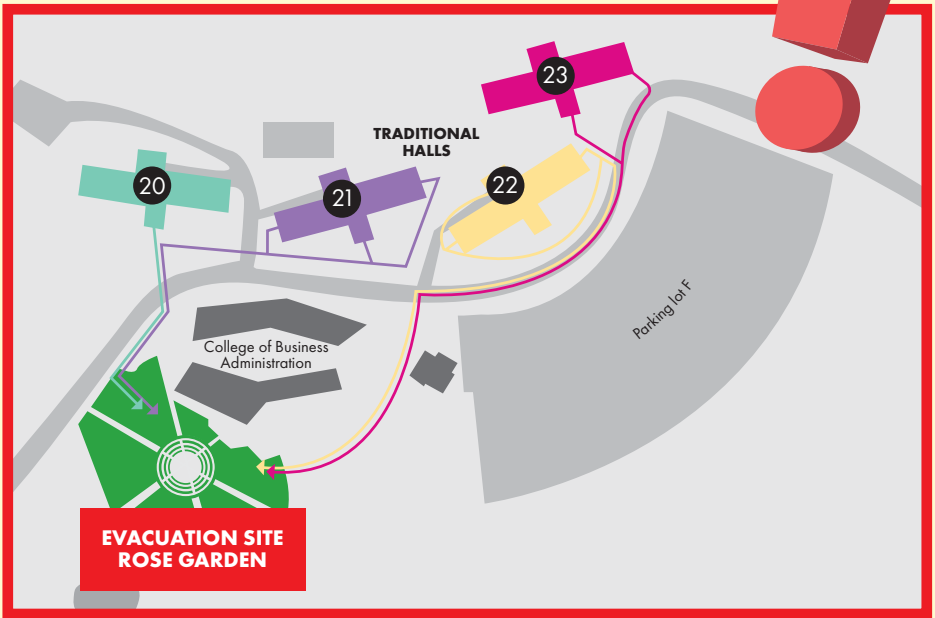 23
TRADITIONAL
HALLS
20
21
22
Parking lot F
College of Business
Administration
EVACUATION SITE
ROSE GARDEN